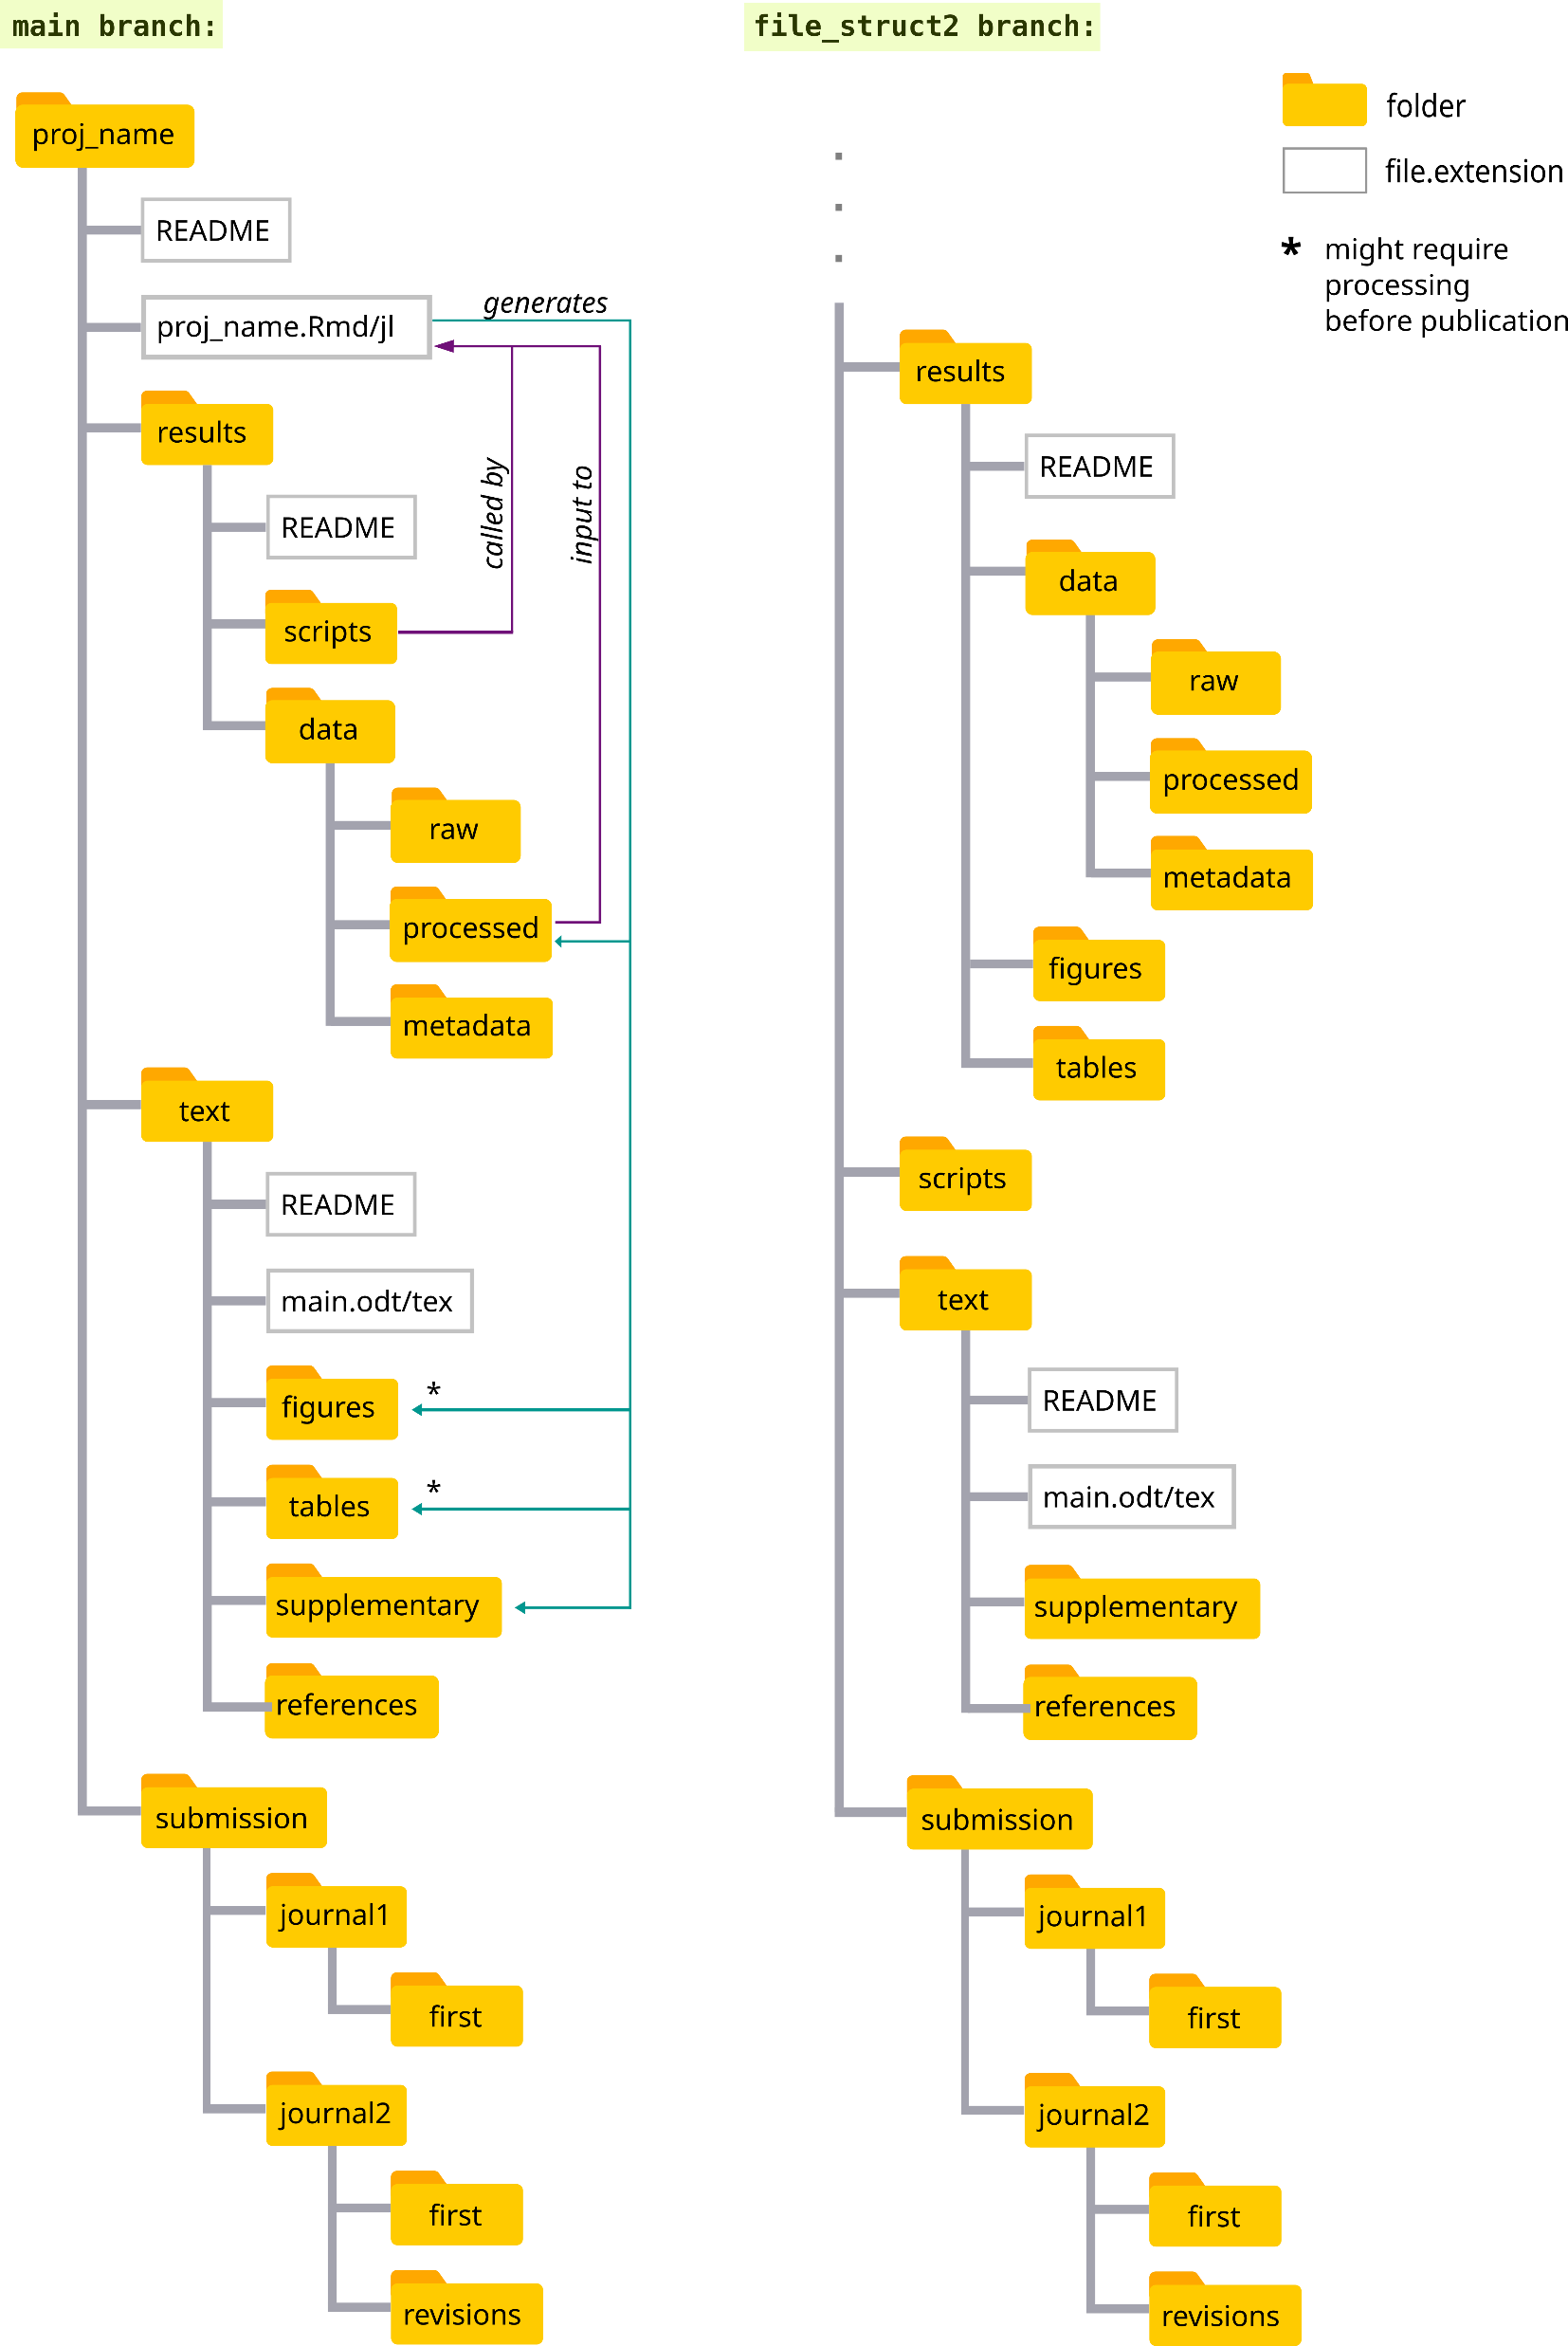 main branch:
proj_name
README
proj_name.Rmd/jl
generates
results
README
called by
input to
scripts
data
raw
processed
metadata
text
README
main.odt/tex
figures
*
tables
*
supplementary
references
submission
journal1
first
journal2
first
revisions
file_struct2 branch:
folder
file.extension
* might require
processing
before publication
results
README
data
raw
processed
metadata
figures
tables
scripts
text
README
main.odt/tex
supplementary
references
submission
journal1
first
journal2
first
revisions